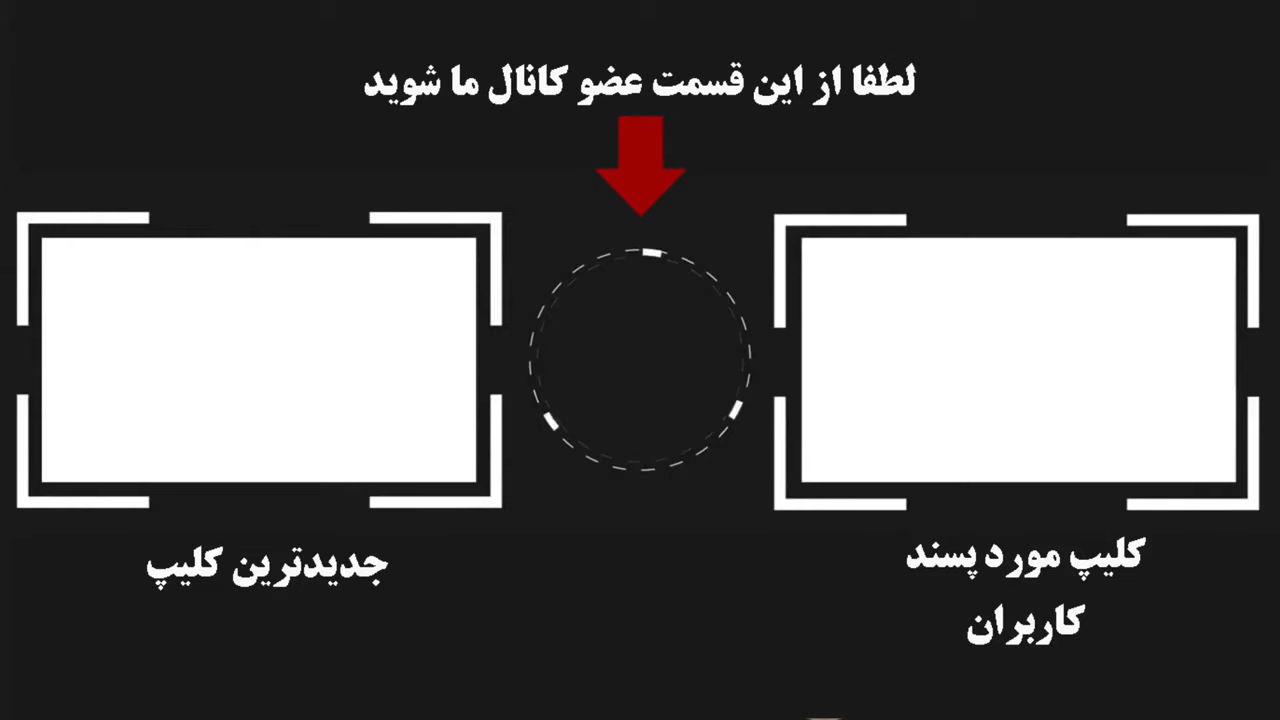 لطفا از این قسمت عضو کانال ما شوید
کلیپ مورد پسند
کاربران
جدیدترین کلیپ